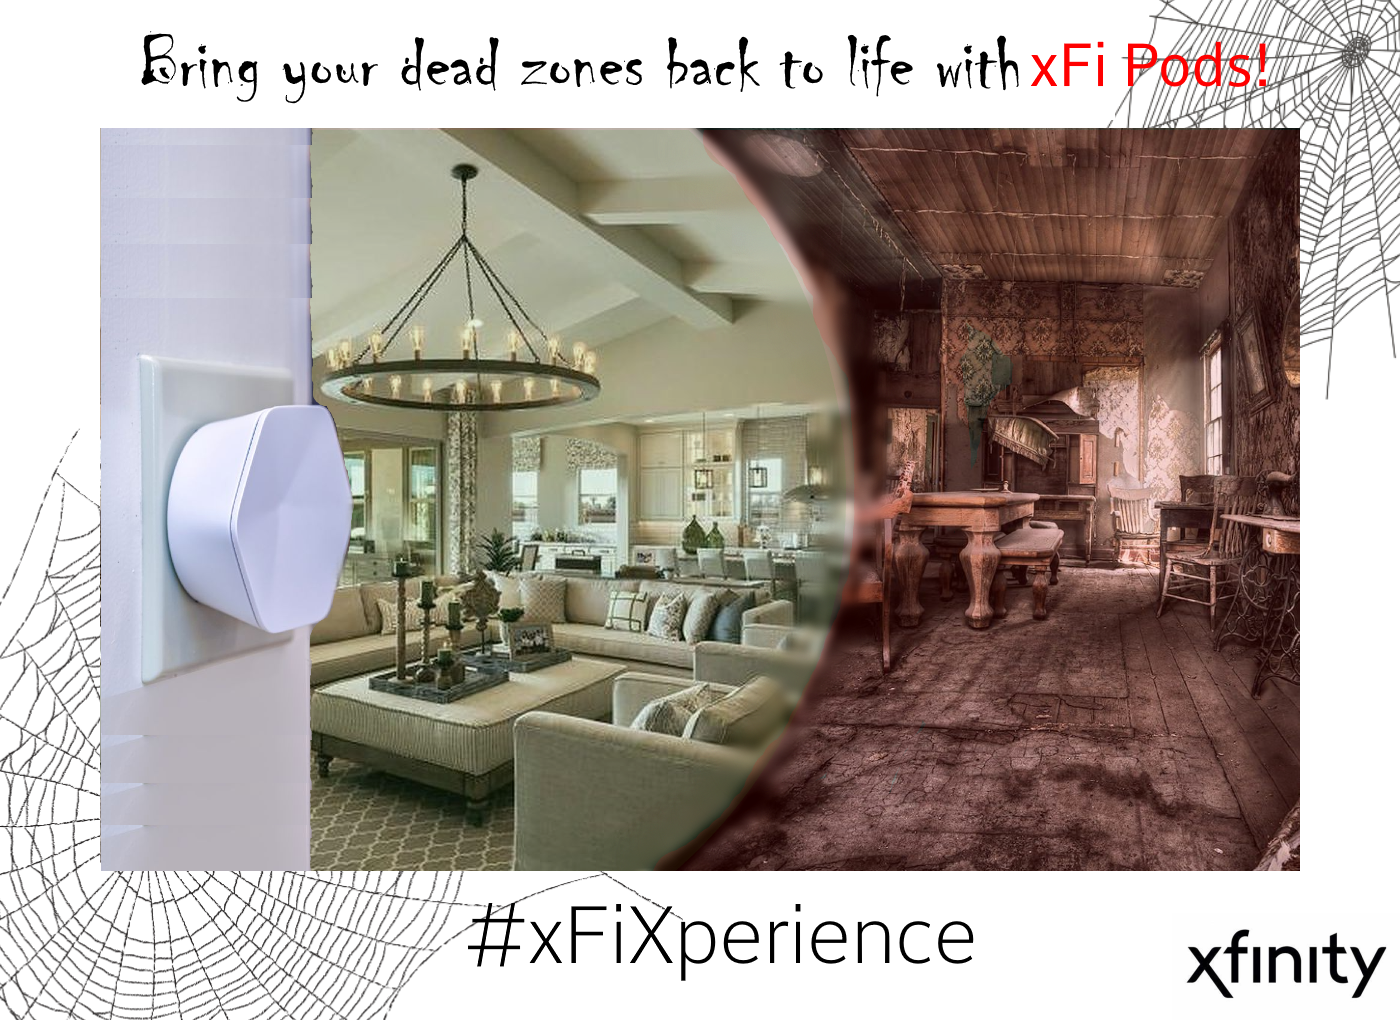 Bring your dead zones back to life with xFi Pods!
#xFiXperience
xfinity